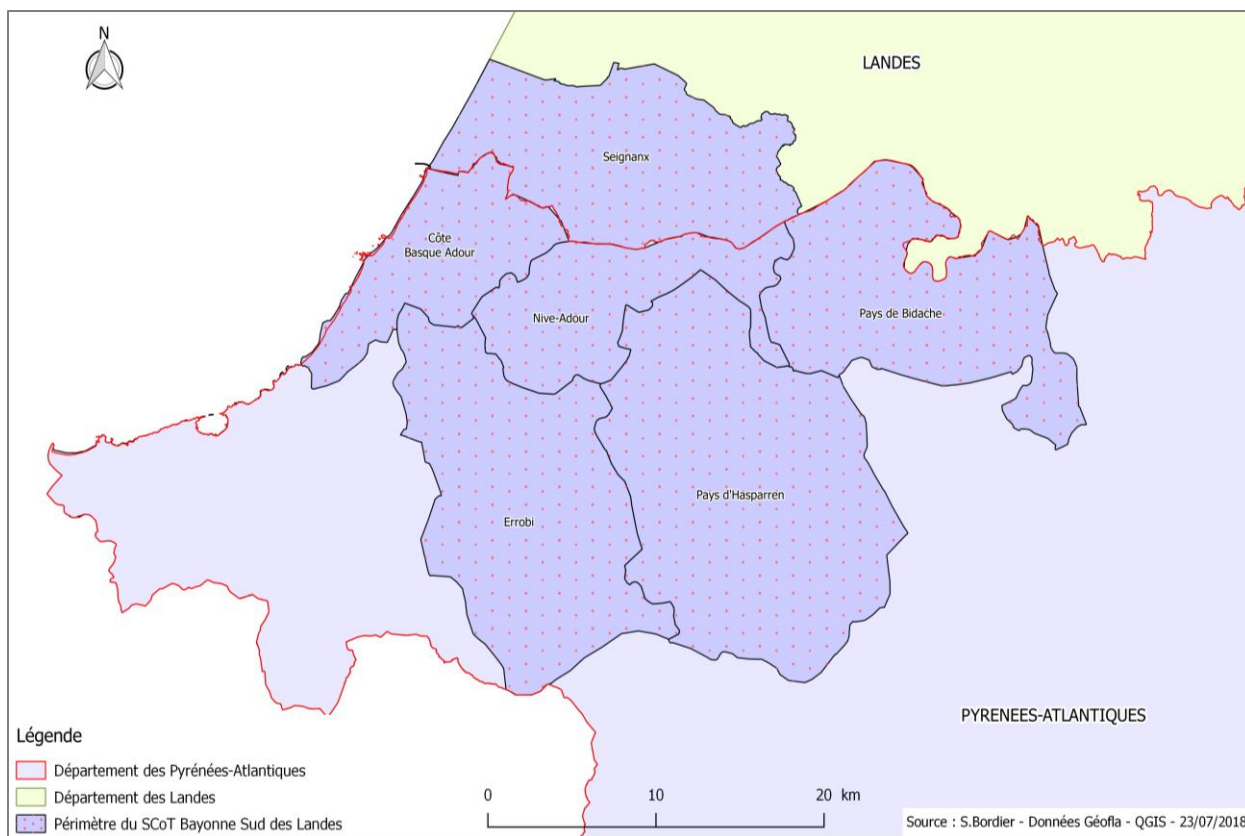 N
LANDES
Seignanx
Côte
Basque Adour
Nive-Adour
Pays de Bidache
Pays d'Hasparren
Errobi
PYRENEES-ATLANTIQUES
Légende
Département des Pyrénées-Atlantiques
Département des Landes
Périmètre du SCoT Bayonne Sud des Landes
0 10 20 km
Source : S.Bordier - Données Géofla - QGIS - 23/07/2018